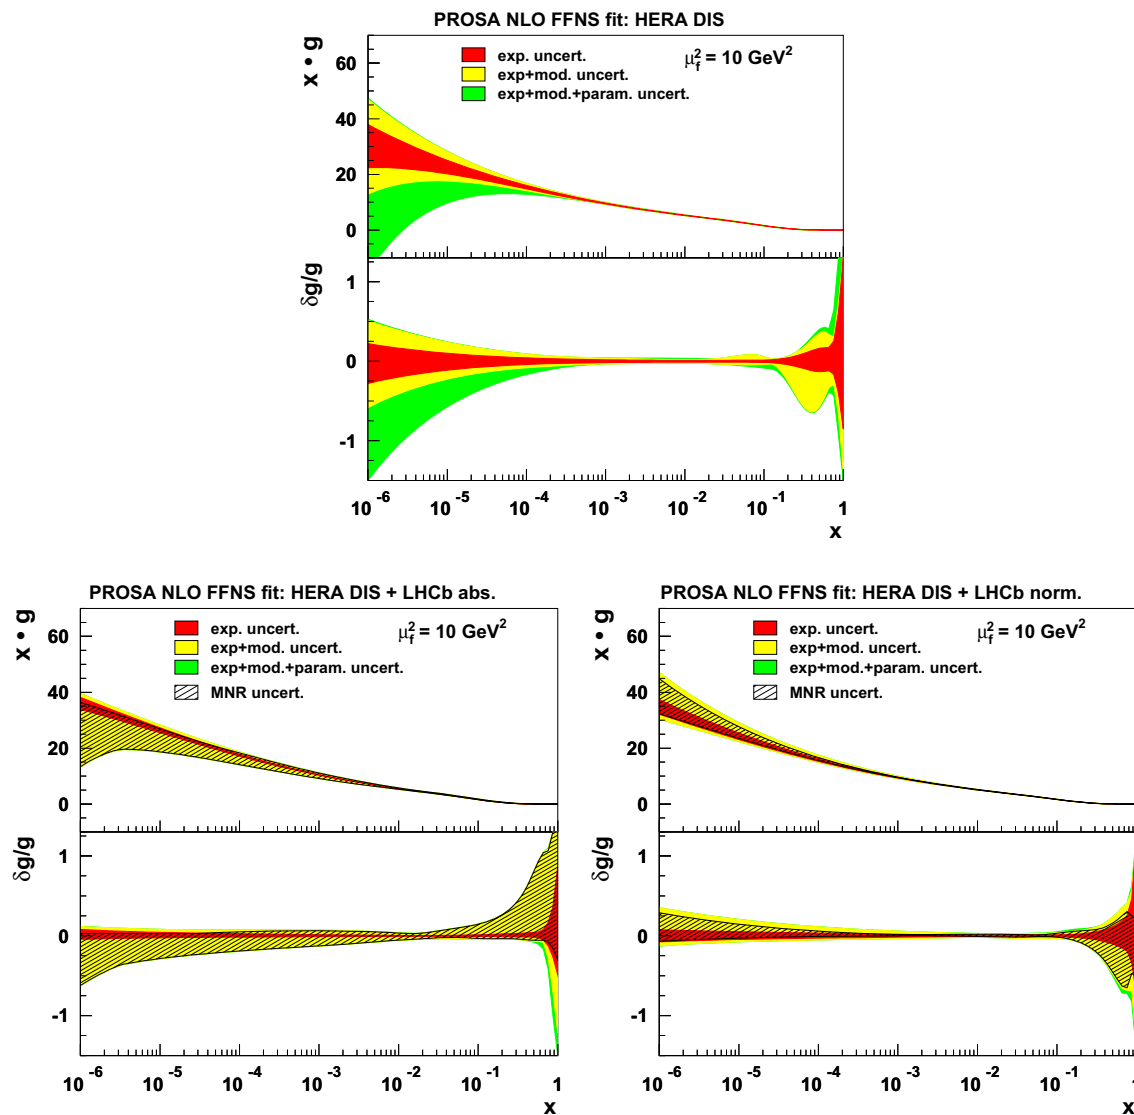 PROSA NLO FFNS fit: HERA DIS
x • g
60
40
20
0
exp. uncert.
exp+mod. uncert.
exp+mod.+param. uncert.
μf² = 10 GeV²
δg/g
1
0
-1
10⁻⁶ 10⁻⁵ 10⁻⁴ 10⁻³ 10⁻² 10⁻¹ 1
x
PROSA NLO FFNS fit: HERA DIS + LHCb abs.
x • g
60
40
20
0
exp. uncert.
exp+mod. uncert.
exp+mod.+param. uncert.
MNR uncert.
μf² = 10 GeV²
δg/g
1
0
-1
10⁻⁶ 10⁻⁵ 10⁻⁴ 10⁻³ 10⁻² 10⁻¹ 1
x
PROSA NLO FFNS fit: HERA DIS + LHCb norm.
x • g
60
40
20
0
exp. uncert.
exp+mod. uncert.
exp+mod.+param. uncert.
MNR uncert.
μf² = 10 GeV²
δg/g
1
0
-1
10⁻⁶ 10⁻⁵ 10⁻⁴ 10⁻³ 10⁻² 10⁻¹ 1
x